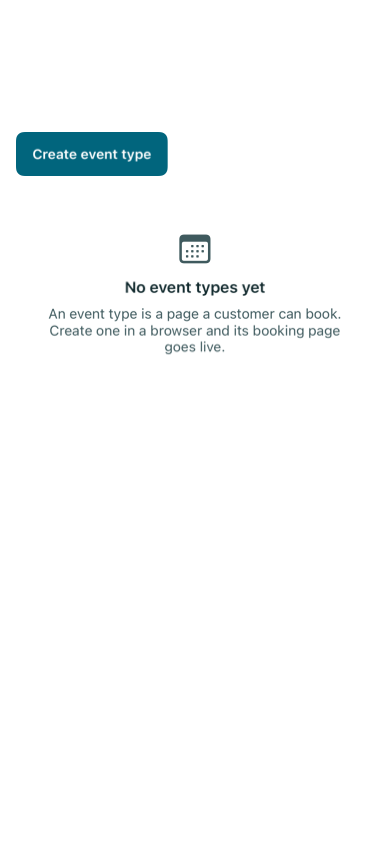 Create event type
No event types yet
An event type is a page a customer can book.
Create one in a browser and its booking page
goes live.